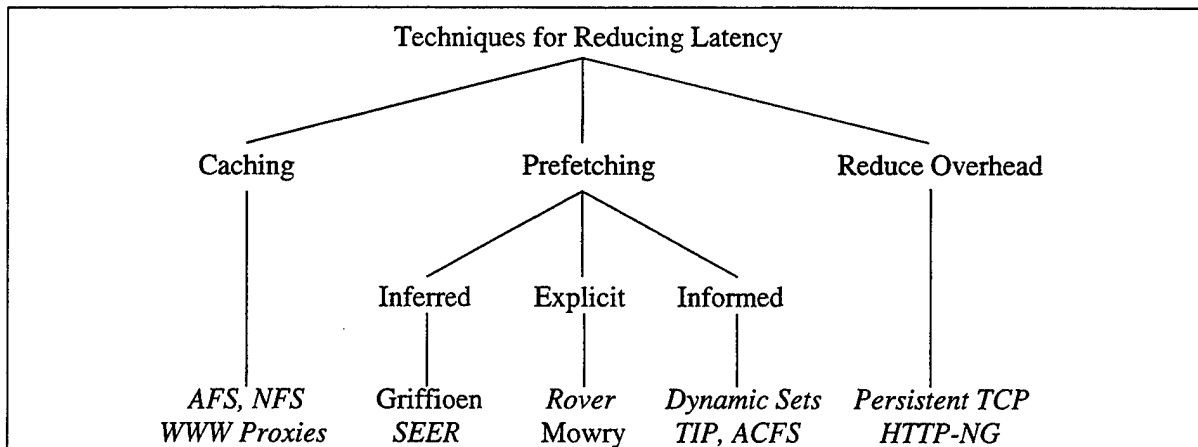 Techniques for Reducing Latency
Caching Prefetching Reduce Overhead
Inferred Explicit Informed
AFS, NFS Griffioen Rover Dynamic Sets Persistent TCP
WWW Proxies SEER Mowry TIP, ACFS HTTP-NG